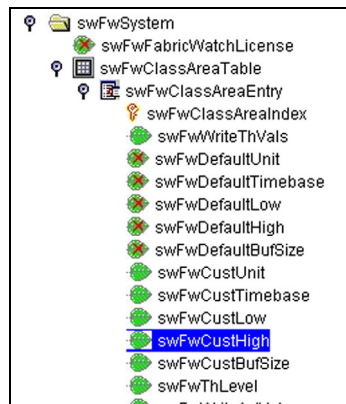 swFwSystem
swFwFabricWatchLicense
swFwClassAreaTable
swFwClassAreaEntry
swFwClassAreaIndex
swFwWriteThVals
swFwDefaultUnit
swFwDefaultTimebase
swFwDefaultLow
swFwDefaultHigh
swFwDefaultBufSize
swFwCustUnit
swFwCustTimebase
swFwCustLow
swFwCustHigh
swFwCustBufSize
swFwThLevel